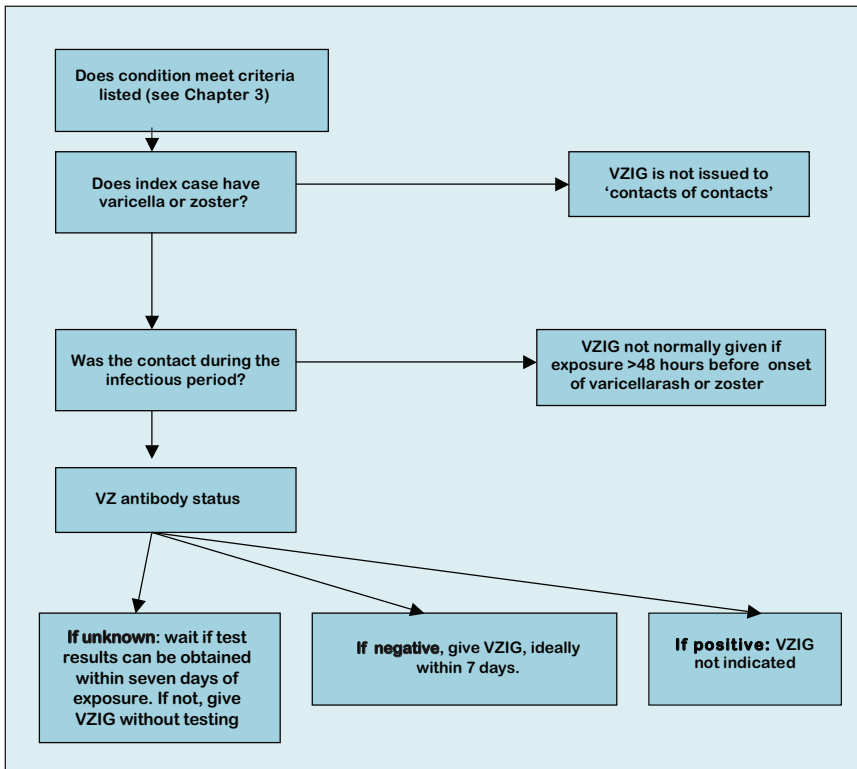 Does condition meet criteria
listed (see Chapter 3)
Does index case have
varicella or zoster?
VZIG is not issued to
‘contacts of contacts’
Was the contact during the
infectious period?
VZIG not normally given if
exposure >48 hours before onset
of varicellarash or zoster
VZ antibody status
If unknown: wait if test
results can be obtained
within seven days of
exposure. If not, give
VZIG without testing
If negative, give VZIG, ideally
within 7 days.
If positive: VZIG
not indicated